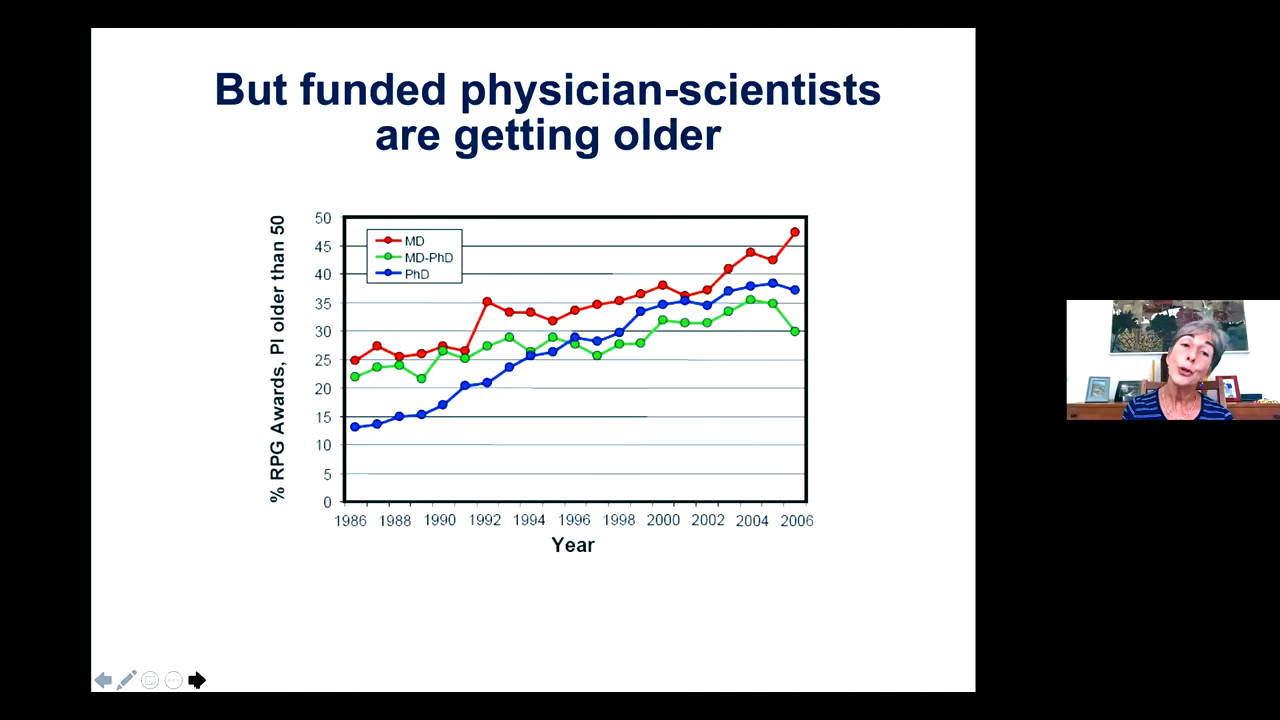 But funded physician-scientists
are getting older
% RPG Awards, PI older than 50
50
45
40
35
30
25
20
15
10
5
0
MD
MD-PhD
PhD
1986 1988 1990 1992 1994 1996 1998 2000 2002 2004 2006
Year